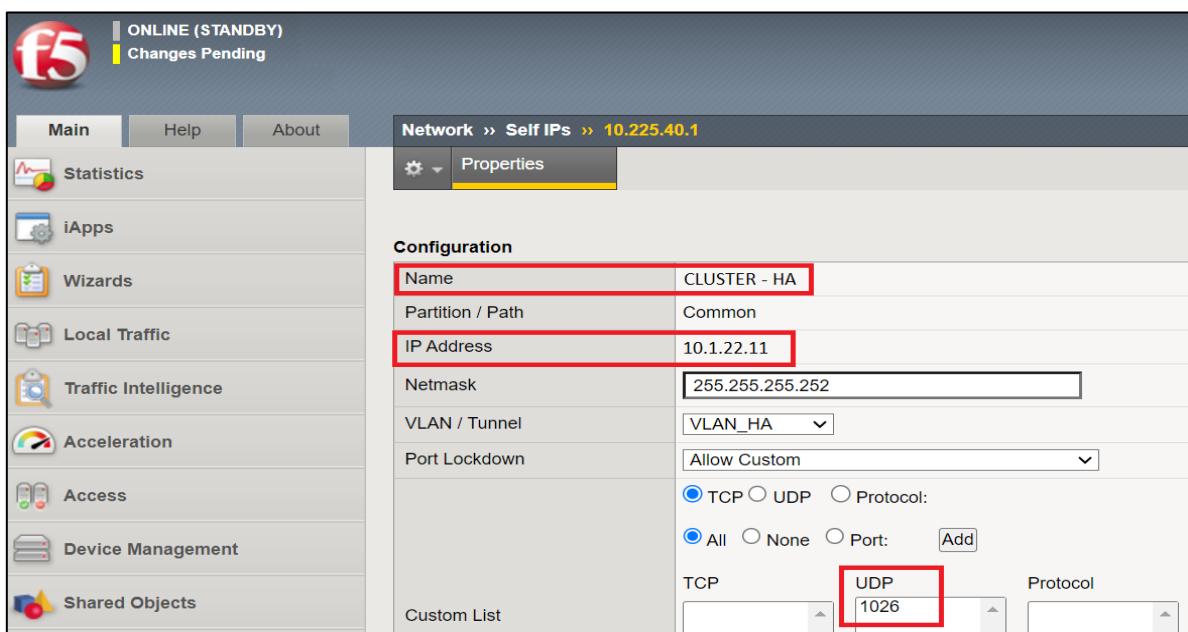 f5
ONLINE (STANDBY)
Changes Pending
Main Help About
Network ›› Self IPs ›› 10.225.40.1
Properties
Statistics
iApps
Wizards
Local Traffic
Traffic Intelligence
Acceleration
Access
Device Management
Shared Objects
Configuration
Name CLUSTER - HA
Partition / Path Common
IP Address 10.1.22.11
Netmask 255.255.255.252
VLAN / Tunnel VLAN_HA
Port Lockdown Allow Custom
TCP UDP Protocol:
All None Port: Add
TCP UDP Protocol
Custom List 1026